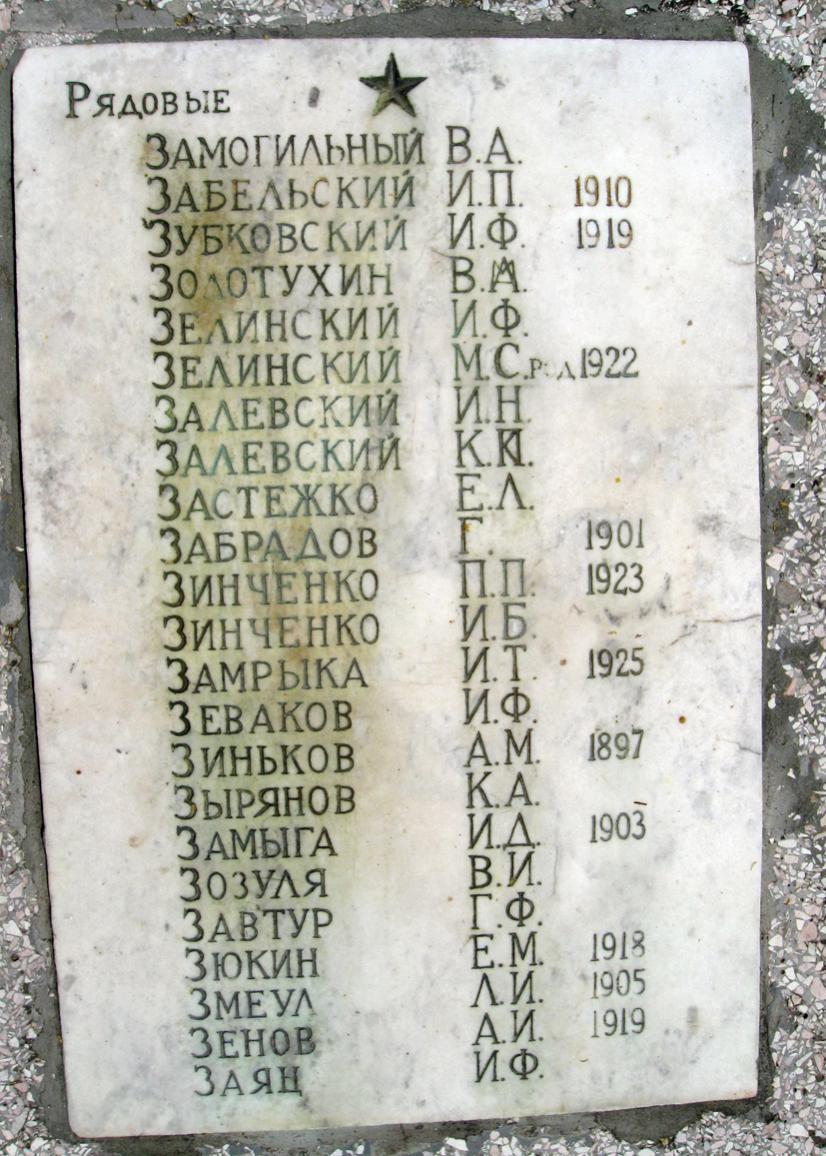 Рядовые
ЗАМОГИЛЬНЫЙ В.А.
ЗАБЕЛЬСКИЙ И.П. 1910
ЗУБКОВСКИЙ И.Ф. 1919
ЗОЛОТУХИН В.А.
ЗЕЛИНСКИЙ И.Ф.
ЗЕЛИНСКИЙ М.С. род 1922
ЗАЛЕВСКИЙ И.Н.
ЗАЛЕВСКИЙ К.
ЗАСТЕЖКО Е.Л.
ЗАБРАДОВ Г. 1901
ЗИНЧЕНКО П.П. 1923
ЗИНЧЕНКО И.Б.
ЗАМРЫКА И.Т. 1925
ЗЕВАКОВ И.Ф.
ЗИНЬКОВ А.М. 1897
ЗЫРЯНОВ К.А.
ЗАМЫГА И.Д. 1903
ЗОЗУЛЯ В.И.
ЗАВТУР Г.Ф.
ЗЮКИН Е.М. 1918
ЗМЕУЛ Л.И. 1905
ЗЕНОВ А.И. 1919
ЗАЯЦ И.Ф.